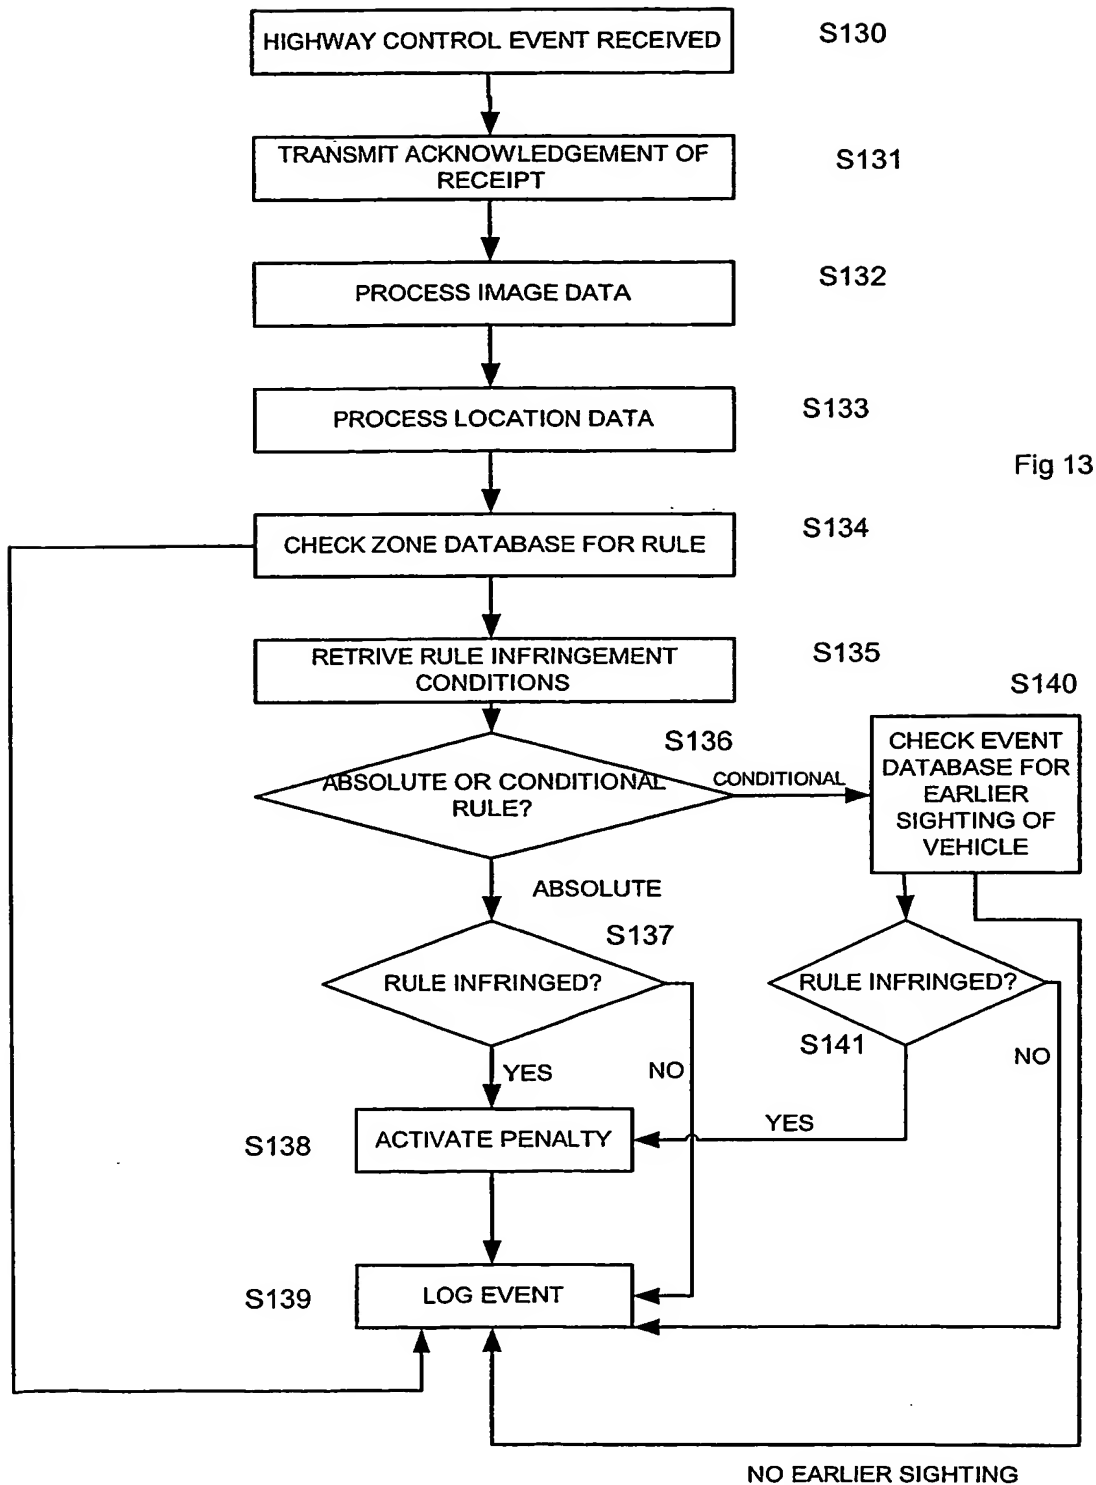 HIGHWAY CONTROL EVENT RECEIVED
S130
TRANSMIT ACKNOWLEDGEMENT OF
RECEIPT
S131
PROCESS IMAGE DATA
S132
PROCESS LOCATION DATA
S133
Fig 13
CHECK ZONE DATABASE FOR RULE
S134
RETRIVE RULE INFRINGEMENT
CONDITIONS
S135
S136
ABSOLUTE OR CONDITIONAL
RULE?
CONDITIONAL
S140
CHECK EVENT
DATABASE FOR
EARLIER
SIGHTING OF
VEHICLE
ABSOLUTE
S137
RULE INFRINGED?
RULE INFRINGED?
S141
YES
NO
NO
YES
S138
ACTIVATE PENALTY
S139
LOG EVENT
NO EARLIER SIGHTING